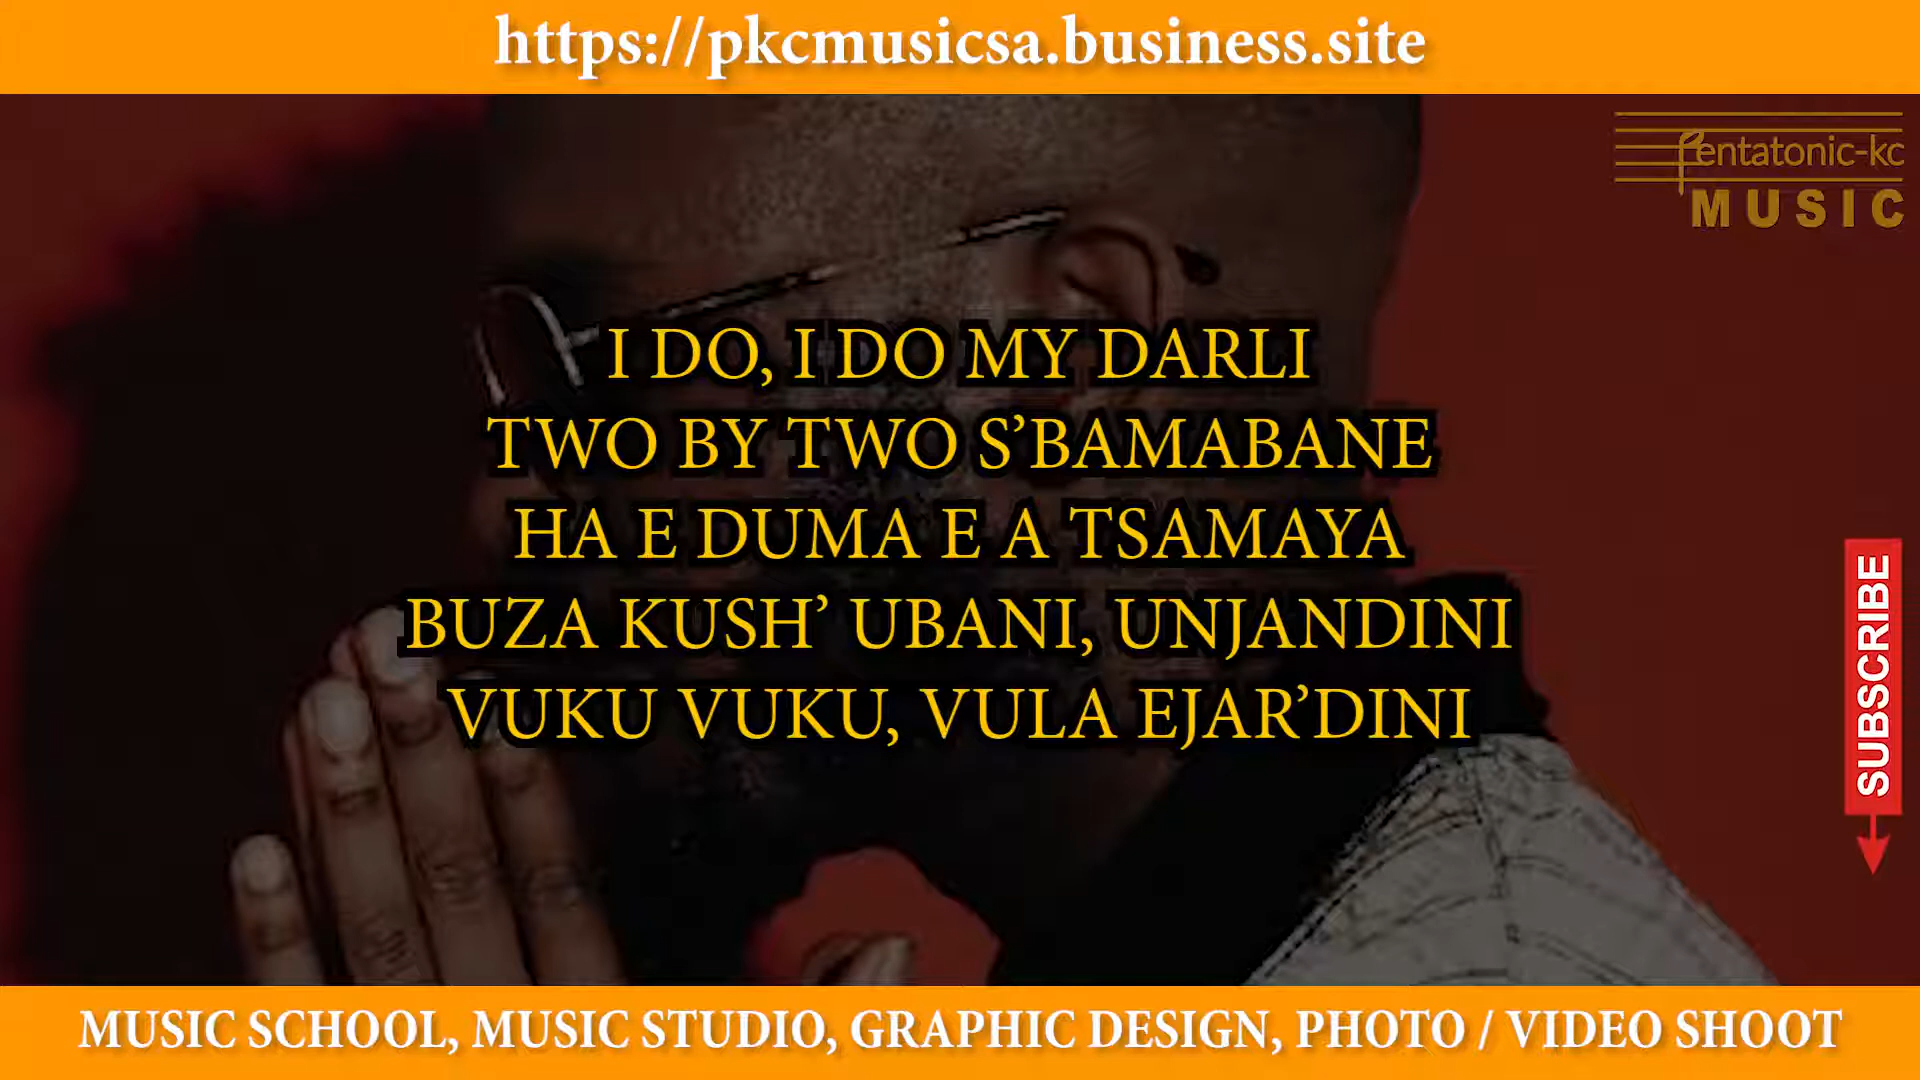 https://pkcmusicsa.business.site
Pentatonic-kc
MUSIC
I DO, I DO MY DARLI
TWO BY TWO S’BAMABANE
HA E DUMA E A TSAMAYA
BUZA KUSH’ UBANI, UNJANDINI
VUKU VUKU, VULA EJAR’DINI
SUBSCRIBE
MUSIC SCHOOL, MUSIC STUDIO, GRAPHIC DESIGN, PHOTO / VIDEO SHOOT